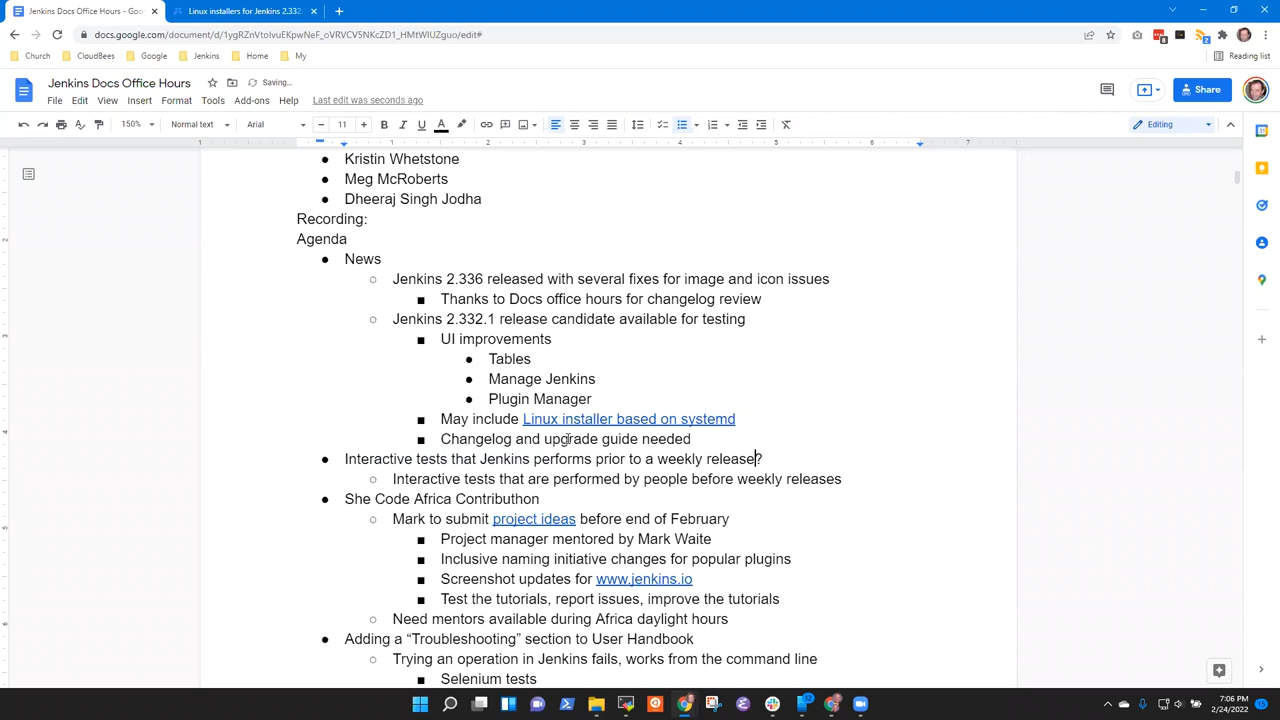 Jenkins Docs Office Hours - Goo
Linux installers for Jenkins 2.332.
docs.google.com/document/d/1ygRZnVtoIvuEKpwNeF_oVRVCV5NKcZD1_HMtWIUZguo/edit#
Church
CloudBees
Google
Jenkins
Home
My
Reading list
Jenkins Docs Office Hours
Saving...
File Edit View Insert Format Tools Add-ons Help Last edit was seconds ago
Share
150% Normal text Arial 11 Editing
1 1 2 3 4 5 6 7
Kristin Whetstone
Meg McRoberts
Dheeraj Singh Jodha
Recording:
Agenda
News
Jenkins 2.336 released with several fixes for image and icon issues
Thanks to Docs office hours for changelog review
Jenkins 2.332.1 release candidate available for testing
UI improvements
Tables
Manage Jenkins
Plugin Manager
May include Linux installer based on systemd
Changelog and upgrade guide needed
Interactive tests that Jenkins performs prior to a weekly release?
Interactive tests that are performed by people before weekly releases
She Code Africa Contributhon
Mark to submit project ideas before end of February
Project manager mentored by Mark Waite
Inclusive naming initiative changes for popular plugins
Screenshot updates for www.jenkins.io
Test the tutorials, report issues, improve the tutorials
Need mentors available during Africa daylight hours
Adding a “Troubleshooting” section to User Handbook
Trying an operation in Jenkins fails, works from the command line
Selenium tests
7:06 PM
2/24/2022